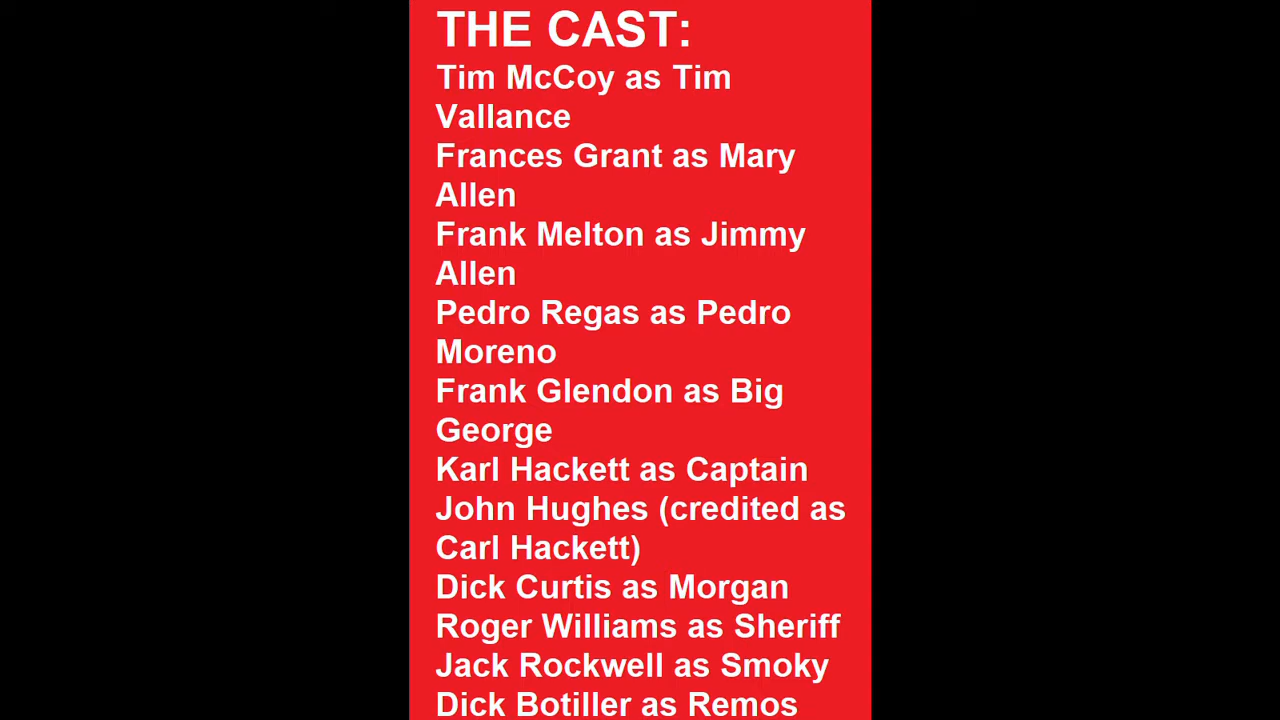 THE CAST:
Tim McCoy as Tim
Vallance
Frances Grant as Mary
Allen
Frank Melton as Jimmy
Allen
Pedro Regas as Pedro
Moreno
Frank Glendon as Big
George
Karl Hackett as Captain
John Hughes (credited as
Carl Hackett)
Dick Curtis as Morgan
Roger Williams as Sheriff
Jack Rockwell as Smoky
Dick Botiller as Remos